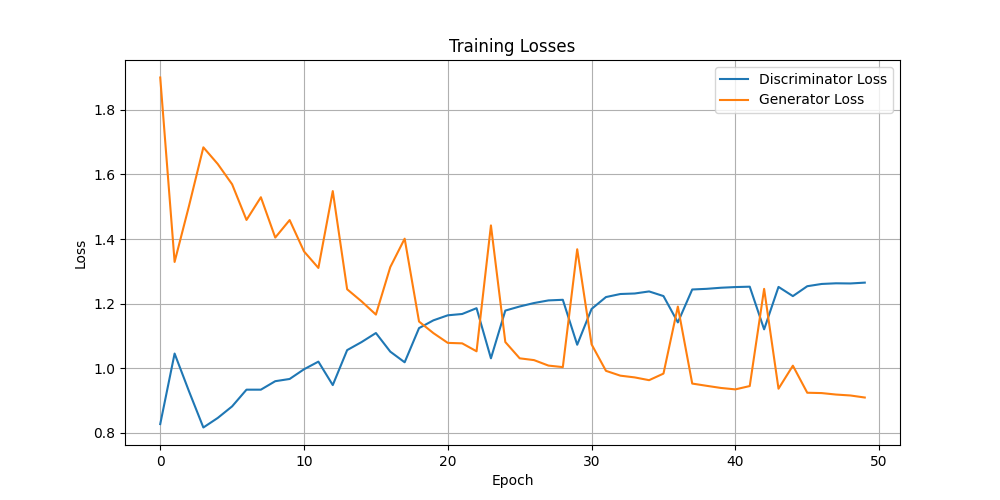 Training Losses
Discriminator Loss
Generator Loss
1.8
1.6
1.4
1.2
1.0
0.8
Loss
0 10 20 30 40 50
Epoch